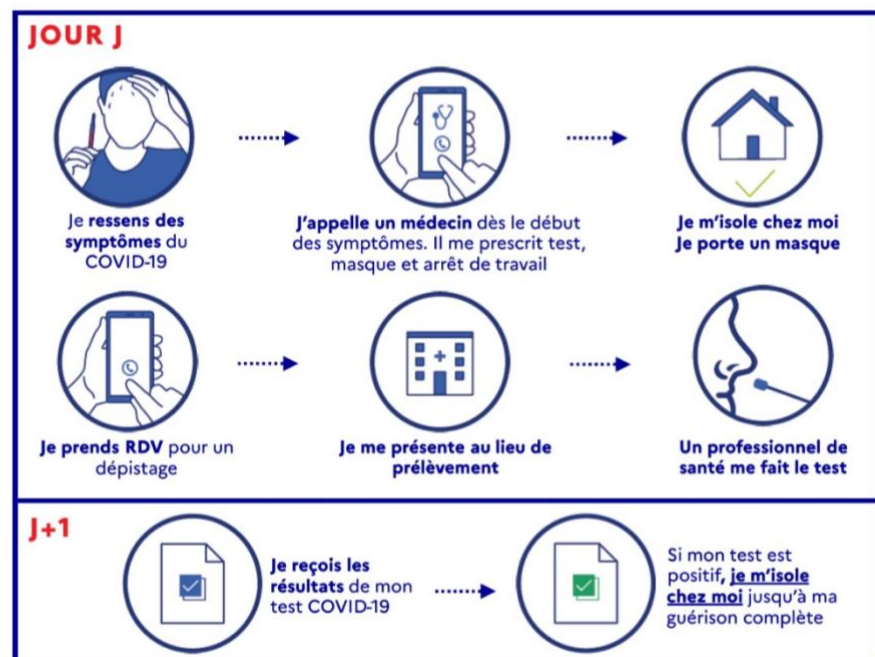 JOUR J
Je ressens des
symptômes du
COVID-19
J'appelle un médecin dès le début
des symptômes. Il me prescrit test,
masque et arrêt de travail
Je m'isole chez moi
Je porte un masque
Je prends RDV pour un
dépistage
Je me présente au lieu de
prélèvement
Un professionnel de
santé me fait le test
J+1
Je reçois les
résultats de mon
test COVID-19
Si mon test est
positif, je m'isole
chez moi jusqu'à ma
guérison complète